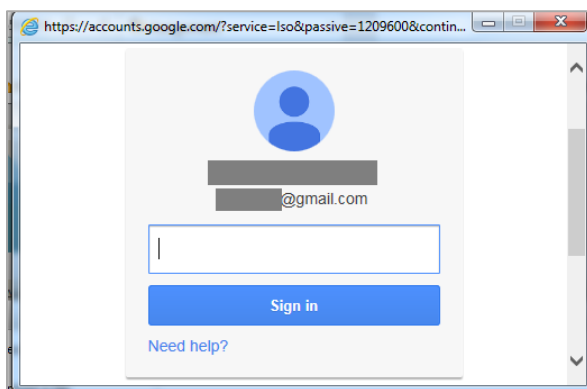 https://accounts.google.com/?service=lso&passive=1209600&contin...
@gmail.com
Sign in
Need help?